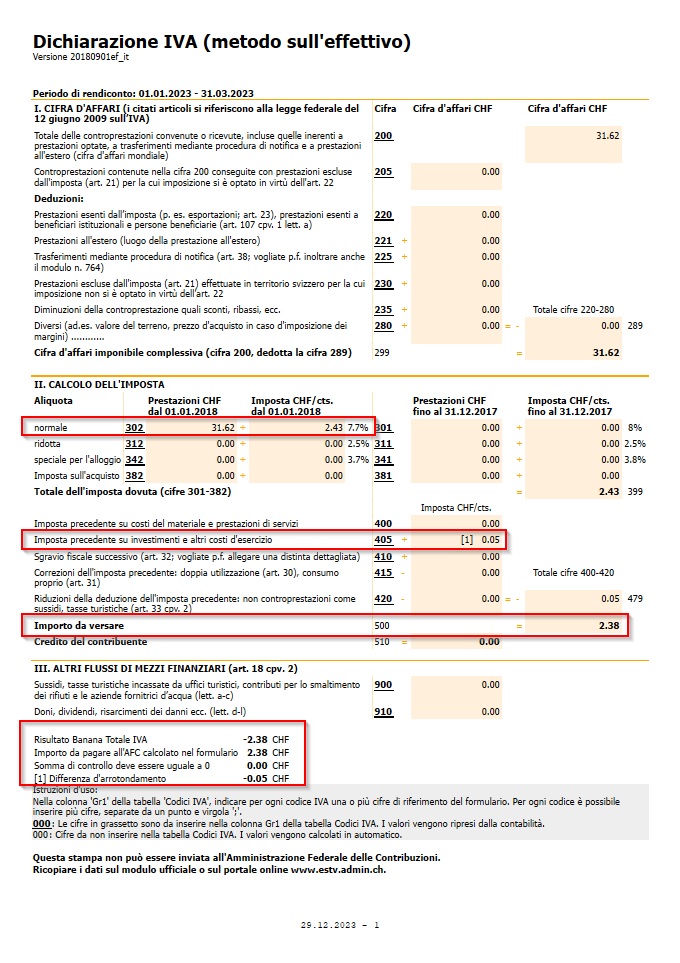 Dichiarazione IVA (metodo sull'effettivo)
Versione 20180901ef_it
Periodo di rendiconto: 01.01.2023 - 31.03.2023
I. CIFRA D'AFFARI (i citati articoli si riferiscono alla legge federale del Cifra Cifra d'affari CHF Cifra d'affari CHF
12 giugno 2009 sull'IVA)
Totale delle controprestazioni convenute o ricevute, incluse quelle inerenti a 200 31.62
prestazioni optate, a trasferimenti mediante procedura di notifica e a prestazioni
all'estero (cifra d'affari mondiale)
Controprestazioni contenute nella cifra 200 conseguite con prestazioni escluse 205 0.00
dall'imposta (art. 21) per la cui imposizione si è optato in virtù dell'art. 22
Deduzioni:
Prestazioni esenti dall'imposta (p. es. esportazioni; art. 23), prestazioni esenti a 220 0.00
beneficiari istituzionali e persone beneficiarie (art. 107 cpv. 1 lett. a)
Prestazioni all'estero (luogo della prestazione all'estero) 221 + 0.00
Trasferimenti mediante procedura di notifica (art. 38; vogliate p.f. inoltrare anche 225 + 0.00
il modulo n. 764)
Prestazioni escluse dall'imposta (art. 21) effettuate in territorio svizzero per la cui 230 + 0.00
imposizione non si è optato in virtù dell'art. 22
Diminuzioni della controprestazione quali sconti, ribassi, ecc. 235 + 0.00 Totale cifre 220-280
Diversi (ad.es. valore del terreno, prezzo d'acquisto in caso d'imposizione dei 280 + 0.00 = - 0.00 289
margini) ............
Cifra d'affari imponibile complessiva (cifra 200, dedotta la cifra 289) 299 = 31.62
II. CALCOLO DELL'IMPOSTA
Aliquota Prestazioni CHF Imposta CHF/cts. Prestazioni CHF Imposta CHF/cts.
dal 01.01.2018 dal 01.01.2018 fino al 31.12.2017 fino al 31.12.2017
normale 302 31.62 + 2.43 7.7% 301 0.00 + 0.00 8%
ridotta 312 0.00 + 0.00 2.5% 311 0.00 + 0.00 2.5%
speciale per l'alloggio 342 0.00 + 0.00 3.7% 341 0.00 + 0.00 3.8%
Imposta sull'acquisto 382 0.00 + 0.00 381 0.00 + 0.00
Totale dell'imposta dovuta (cifre 301-382) = 2.43 399
Imposta CHF/cts.
Imposta precedente su costi del materiale e prestazioni di servizi 400 0.00
Imposta precedente su investimenti e altri costi d'esercizio 405 + [1] 0.05
Sgravio fiscale successivo (art. 32; vogliate p.f. allegare una distinta dettagliata) 410 + 0.00
Correzioni dell'imposta precedente: doppia utilizzazione (art. 30), consumo 415 - 0.00 Totale cifre 400-420
proprio (art. 31)
Riduzioni della deduzione dell'imposta precedente: non controprestazioni come 420 - 0.00 = - 0.05 479
sussidi, tasse turistiche (art. 33 cpv. 2)
Importo da versare 500 = 2.38
Credito del contribuente 510 = 0.00
III. ALTRI FLUSSI DI MEZZI FINANZIARI (art. 18 cpv. 2)
Sussidi, tasse turistiche incassate da uffici turistici, contributi per lo smaltimento 900 0.00
dei rifiuti e le aziende fornitrici d'acqua (lett. a-c)
Doni, dividendi, risarcimenti dei danni ecc. (lett. d-l) 910 0.00
Risultato Banana Totale IVA -2.38 CHF
Importo da pagare all'AFC calcolato nel formulario 2.38 CHF
Somma di controllo deve essere uguale a 0 0.00 CHF
[1] Differenza d'arrotondamento -0.05 CHF
Istruzioni d'uso:
Nella colonna 'Gr1' della tabella 'Codici IVA', indicare per ogni codice IVA una o più cifre di riferimento del formulario. Per ogni codice è possibile
inserire più cifre, separate da un punto e virgola ';'.
000: Le cifre in grassetto sono da inserire nella colonna Gr1 della tabella Codici IVA. I valori vengono ripresi dalla contabilità.
000: Cifre da non inserire nella tabella Codici IVA. I valori vengono calcolati in automatico.
Questa stampa non può essere inviata all'Amministrazione Federale delle Contribuzioni.
Ricopiare i dati sul modulo ufficiale o sul portale online www.estv.admin.ch.
29.12.2023 - 1